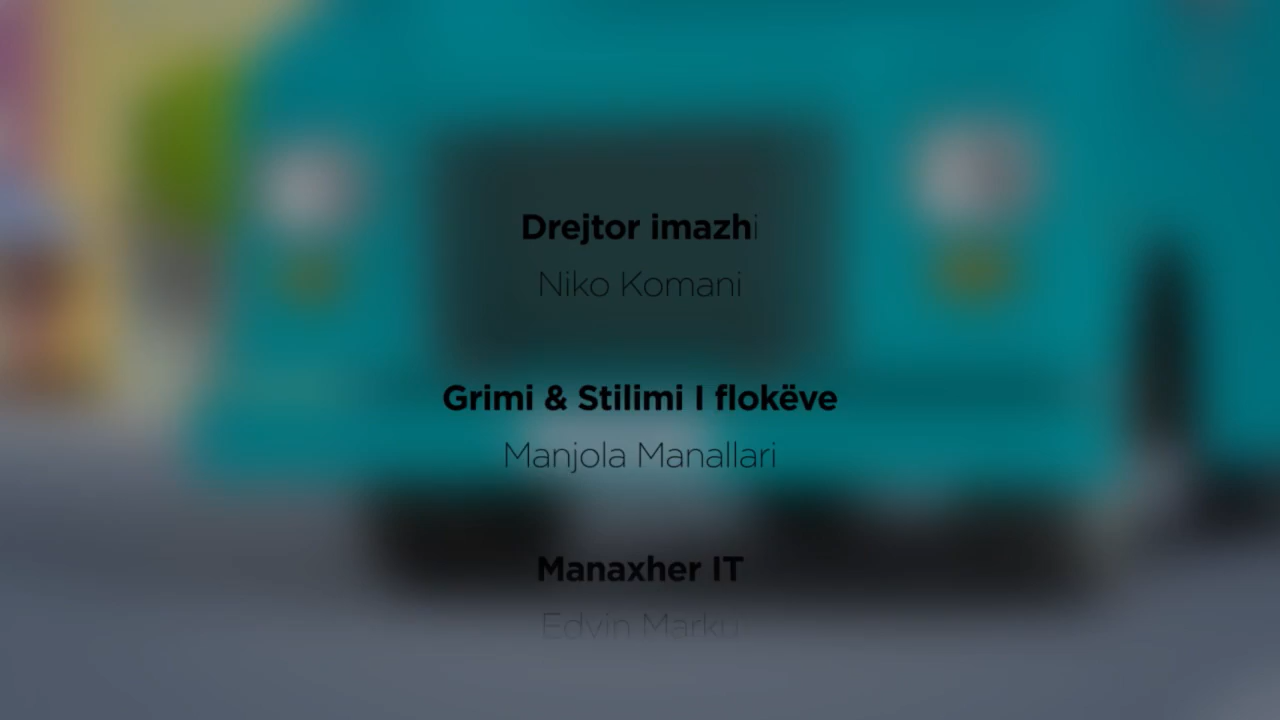 Drejtor imazhi
Niko Komani
Grimi & Stilimi I flokëve
Manjola Manallari
Manaxher IT
Edvin Marku